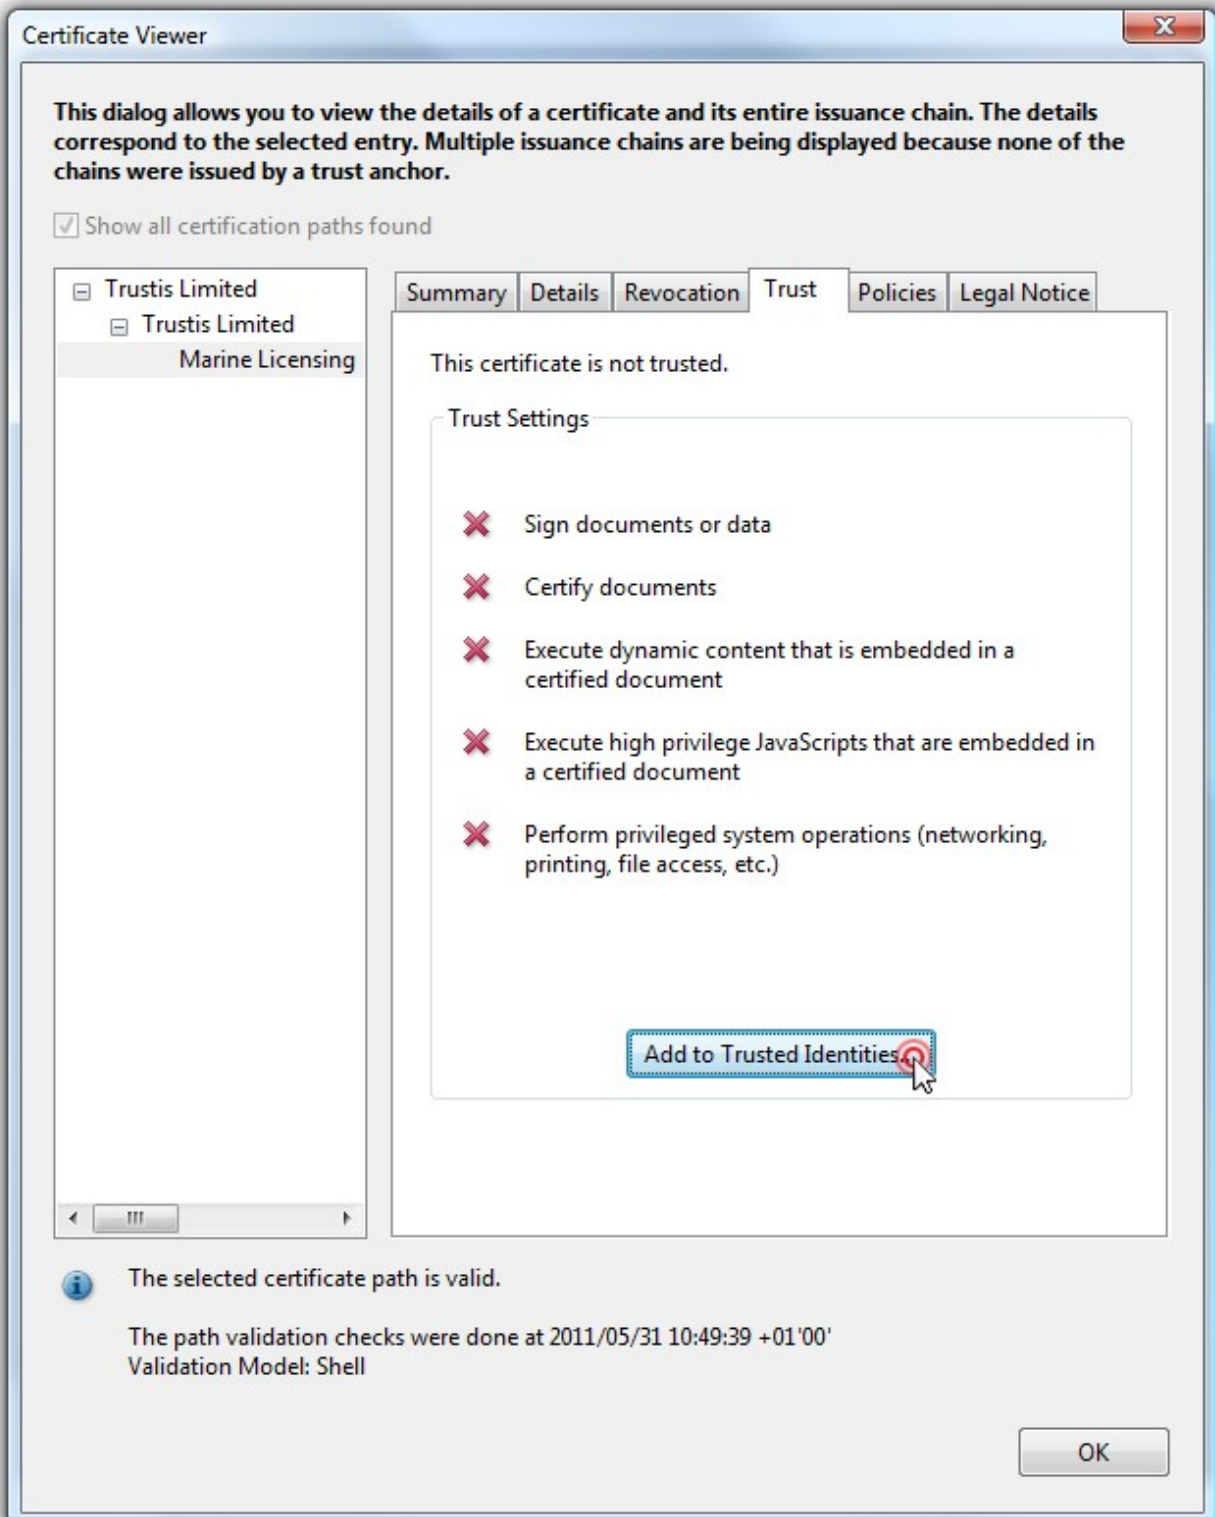 Certificate Viewer
This dialog allows you to view the details of a certificate and its entire issuance chain. The details
correspond to the selected entry. Multiple issuance chains are being displayed because none of the
chains were issued by a trust anchor.
Show all certification paths found
Trustis Limited
Trustis Limited
Marine Licensing
Summary Details Revocation Trust Policies Legal Notice
This certificate is not trusted.
Trust Settings
Sign documents or data
Certify documents
Execute dynamic content that is embedded in a
certified document
Execute high privilege JavaScripts that are embedded in
a certified document
Perform privileged system operations (networking,
printing, file access, etc.)
Add to Trusted Identities...
The selected certificate path is valid.
The path validation checks were done at 2011/05/31 10:49:39 +01'00'
Validation Model: Shell
OK